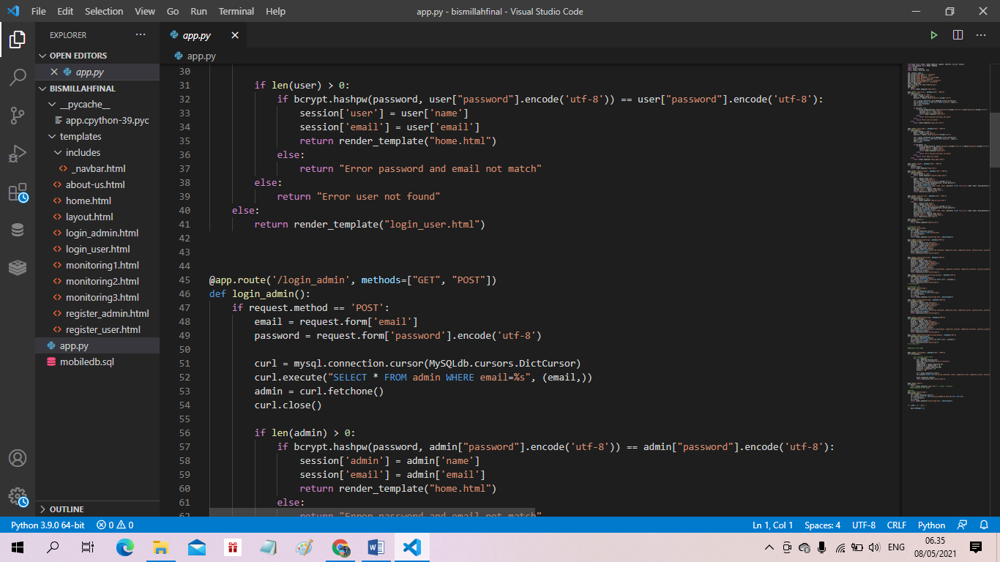 File Edit Selection View Go Run Terminal Help
app.py - bismillahfinal - Visual Studio Code
EXPLORER
OPEN EDITORS
app.py
BISMILLAHFINAL
__pycache__
app.cpython-39.pyc
templates
includes
_navbar.html
about-us.html
home.html
layout.html
login_admin.html
login_user.html
monitoring1.html
monitoring2.html
monitoring3.html
register_admin.html
register_user.html
app.py
mobiledb.sql
OUTLINE
app.py
app.py
30
31 if len(user) > 0:
32 if bcrypt.hashpw(password, user["password"].encode('utf-8')) == user["password"].encode('utf-8'):
33 session['user'] = user['name']
34 session['email'] = user['email']
35 return render_template("home.html")
36 else:
37 return "Error password and email not match"
38 else:
39 return "Error user not found"
40 else:
41 return render_template("login_user.html")
42
43
44
45 @app.route('/login_admin', methods=["GET", "POST"])
46 def login_admin():
47 if request.method == 'POST':
48 email = request.form['email']
49 password = request.form['password'].encode('utf-8')
50
51 curl = mysql.connection.cursor(MySQLdb.cursors.DictCursor)
52 curl.execute("SELECT * FROM admin WHERE email=%s", (email,))
53 admin = curl.fetchone()
54 curl.close()
55
56 if len(admin) > 0:
57 if bcrypt.hashpw(password, admin["password"].encode('utf-8')) == admin["password"].encode('utf-8'):
58 session['admin'] = admin['name']
59 session['email'] = admin['email']
60 return render_template("home.html")
61 else:
62 return "Error password and email not match"
Python 3.9.0 64-bit 0 0
Ln 1, Col 1 Spaces: 4 UTF-8 CRLF Python
ENG
06.35
08/05/2021